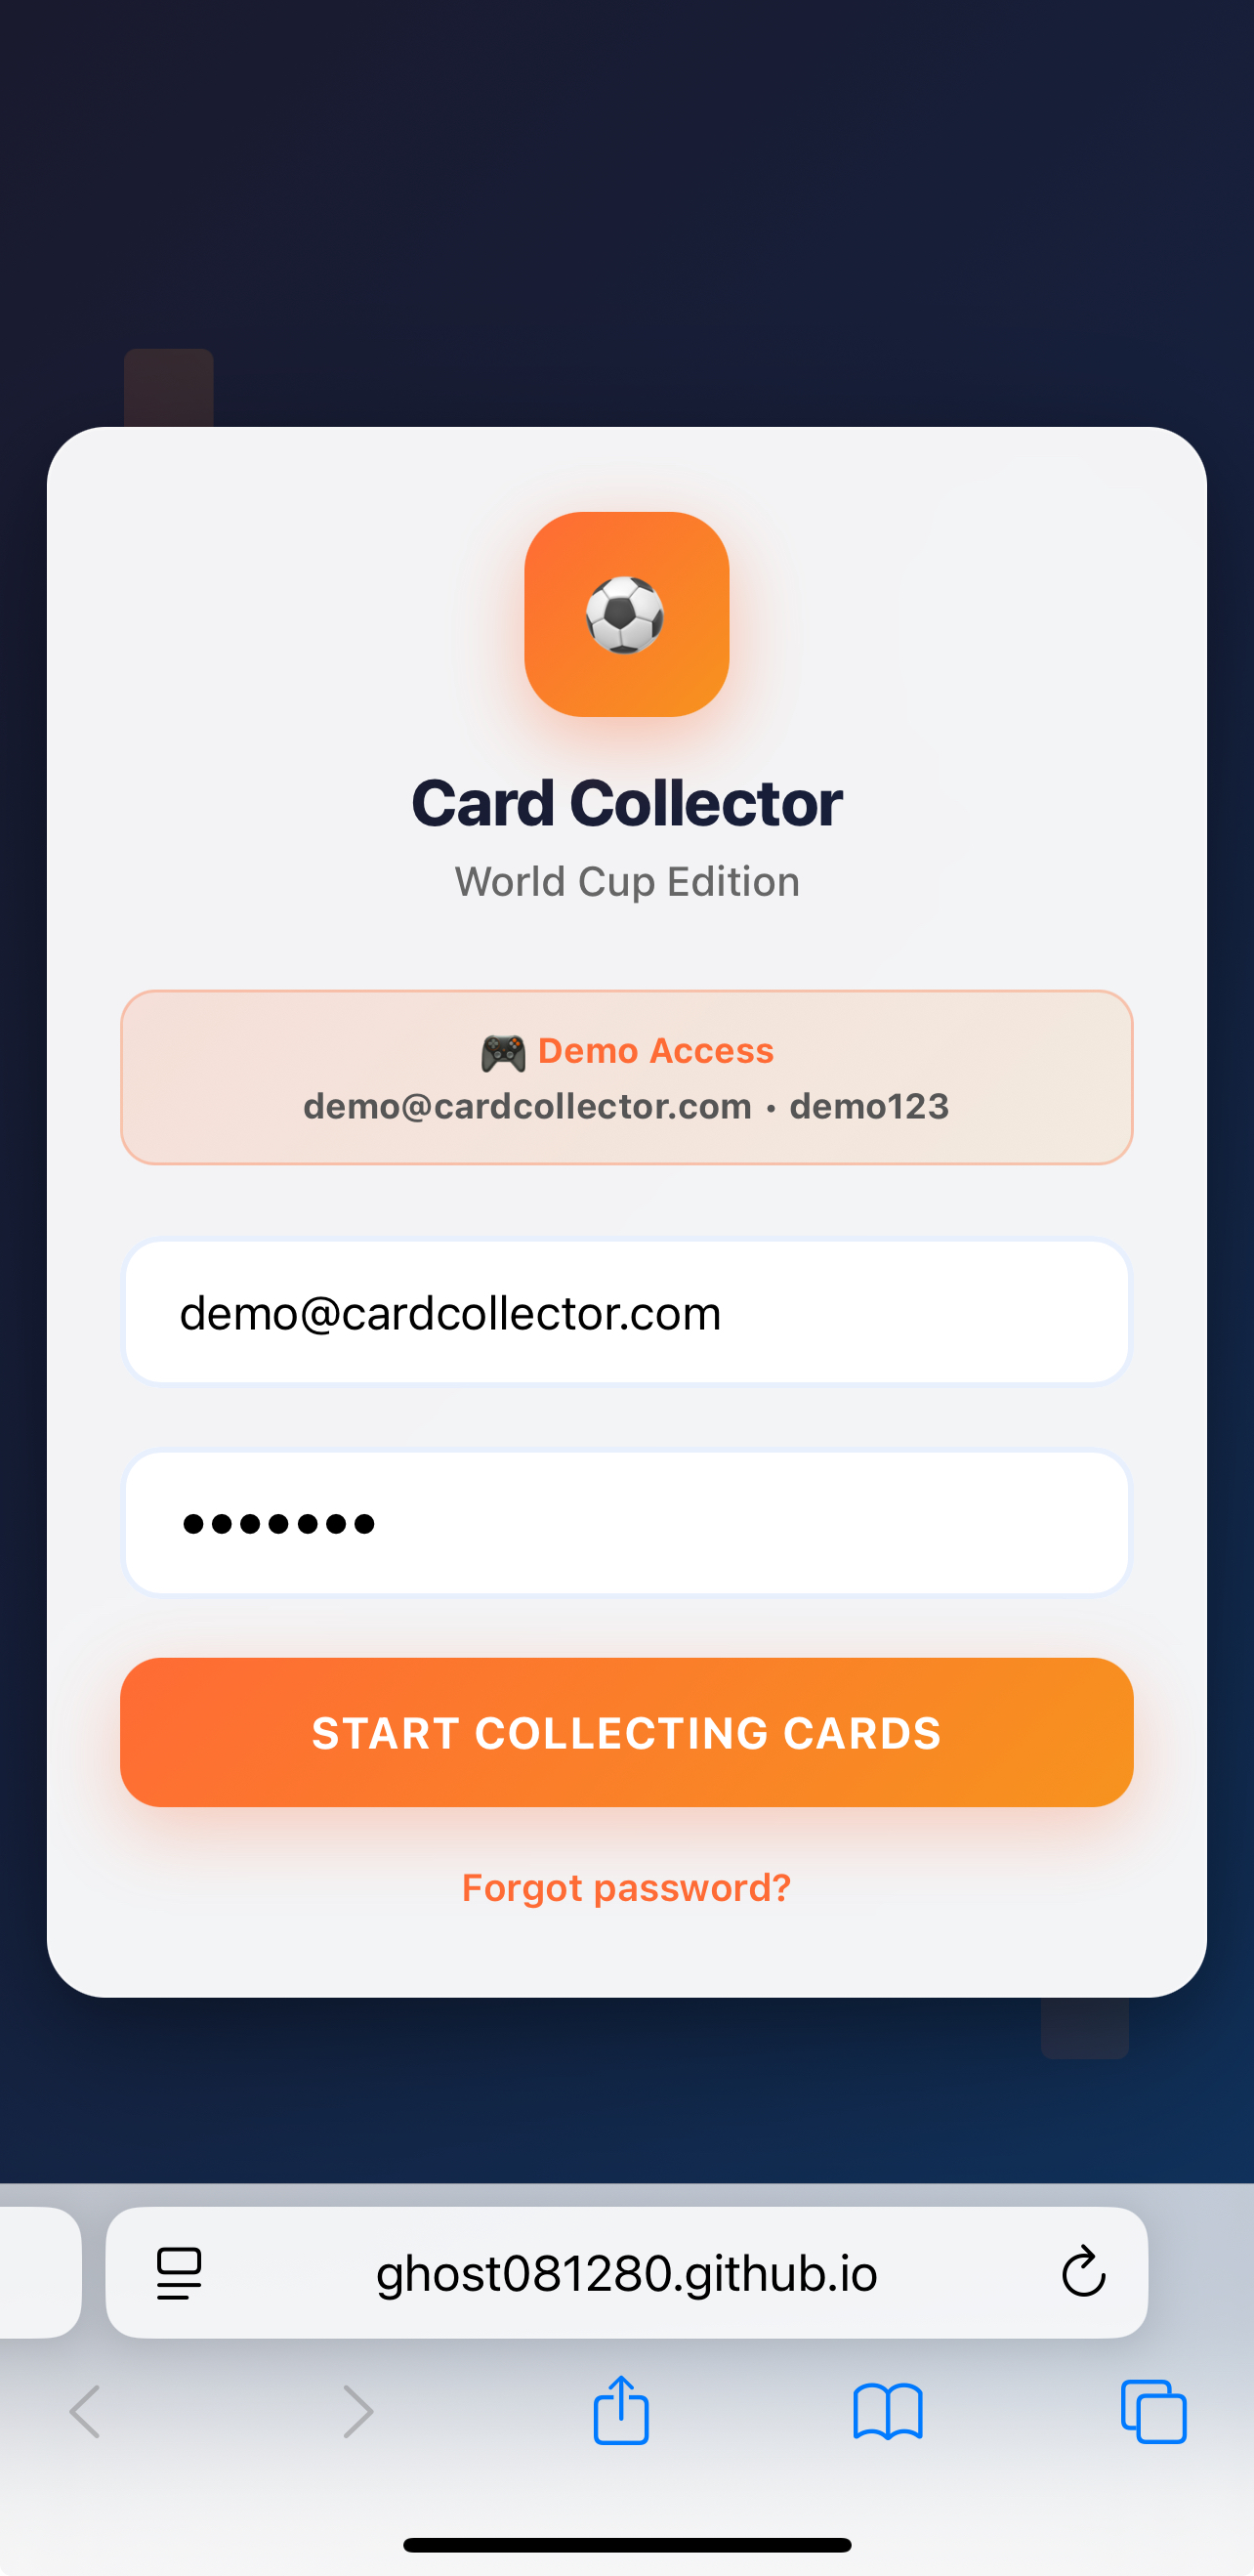 Card Collector
World Cup Edition
🎮 Demo Access
demo@cardcollector.com • demo123
demo@cardcollector.com
•••••••
START COLLECTING CARDS
Forgot password?
ghost081280.github.io